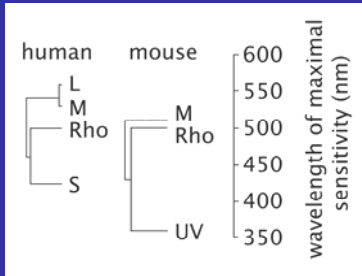 human
L
M
Rho
S
mouse
M
Rho
UV
600
550
500
450
400
350
wavelength of maximal
sensitivity (nm)